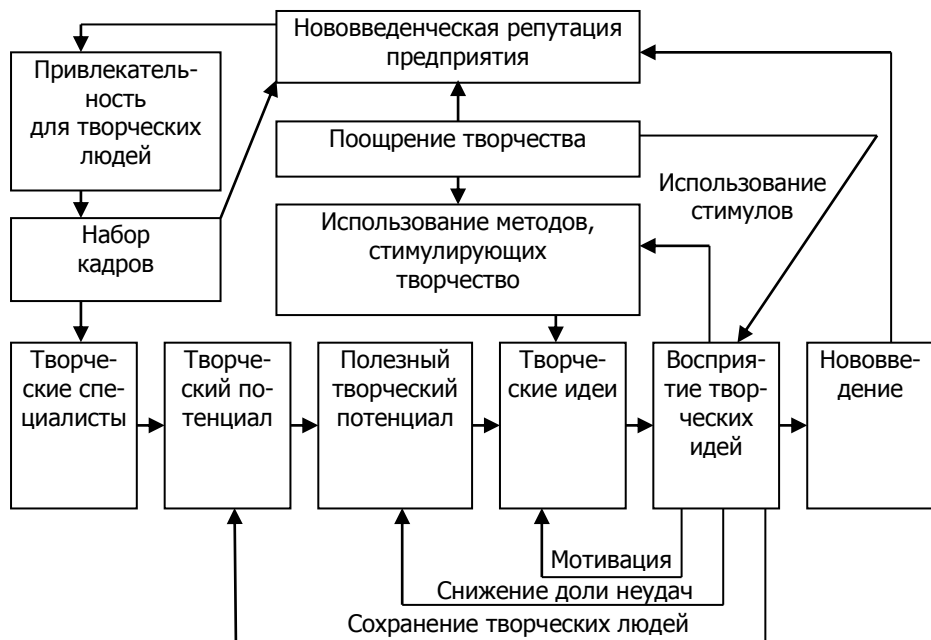 Нововведенческая репутация
предприятия
Привлекатель-
ность
для творческих
людей
Поощрение творчества
Использование
стимулов
Набор
кадров
Использование методов,
стимулирующих
творчество
Творче-
ские спе-
циалисты
Творче-
ский по-
тенциал
Полезный
творческий
потенциал
Творче-
ские идеи
Восприя-
тие твор-
ческих
идей
Нововве-
дение
Мотивация
Снижение доли неудач
Сохранение творческих людей